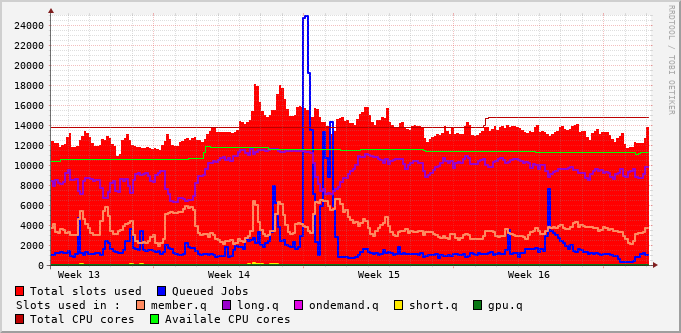 24000
22000
20000
18000
16000
14000
12000
10000
8000
6000
4000
2000
0
Week 13 Week 14 Week 15 Week 16
RRDTOOL / TOBI OETIKER
Total slots used Queued Jobs
Slots used in : member.q long.q ondemand.q short.q gpu.q
Total CPU cores Availale CPU cores